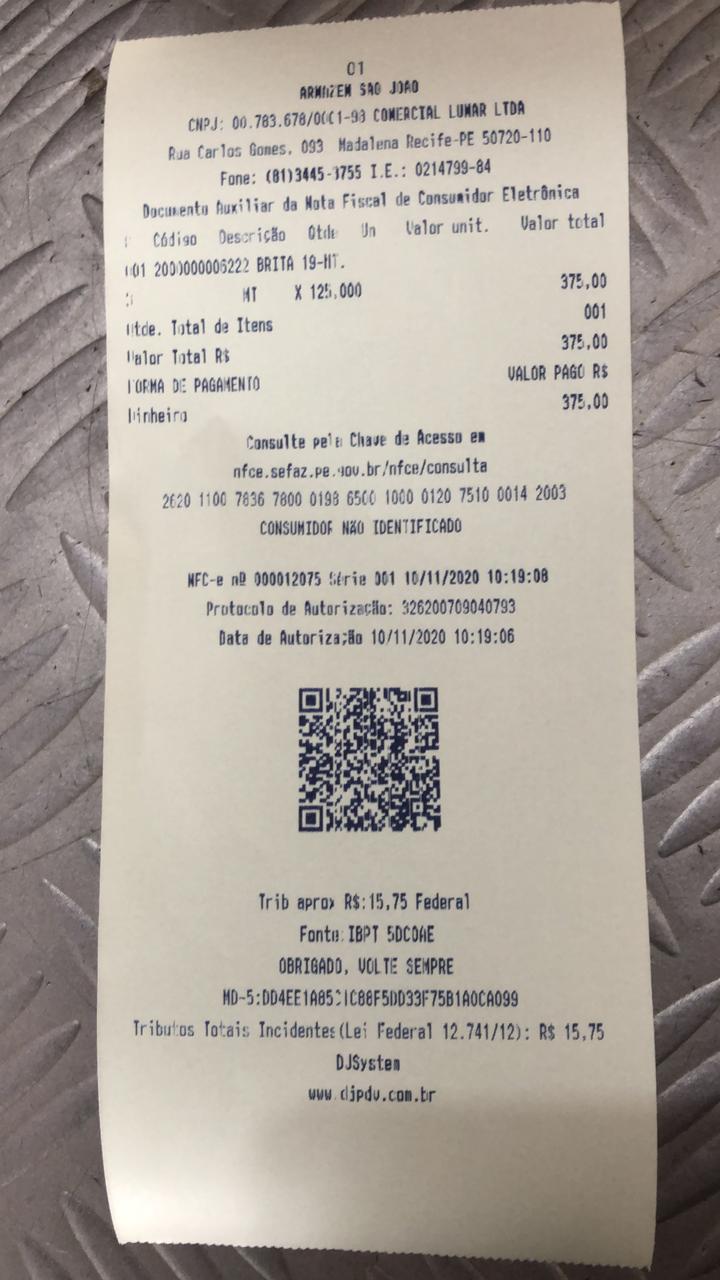 01
ARMAZEM SAO JOAO
CNPJ: 00.783.678/0001-98 COMERCIAL LUMAR LTDA
Rua Carlos Gomes, 093 Madalena Recife-PE 50720-110
Fone: (81)3445-3755 I.E.: 0214799-84
Documento Auxiliar da Nota Fiscal de Consumidor Eletrônica
Código Descrição Qtde Un Valor unit. Valor total
001 2000000006222 BRITA 19-MT.
MT X 125,000 375,00
Qtde. Total de Itens 001
Valor Total R$ 375,00
FORMA DE PAGAMENTO VALOR PAGO R$
Dinheiro 375,00
Consulte pela Chave de Acesso em
nfce.sefaz.pe.gov.br/nfce/consulta
2620 1100 7836 7800 0198 6500 1000 0120 7510 0014 2003
CONSUMIDOR NÃO IDENTIFICADO
NFC-e nº 000012075 Série 001 10/11/2020 10:19:08
Protocolo de Autorização: 326200709040793
Data de Autorização 10/11/2020 10:19:06
Trib aprox R$:15,75 Federal
Fonte: IBPT 5DCOAE
OBRIGADO, VOLTE SEMPRE
Tributos Totais Incidentes(Lei Federal 12.741/12): R$ 15,75
DJSystem
www.djpdv.com.br